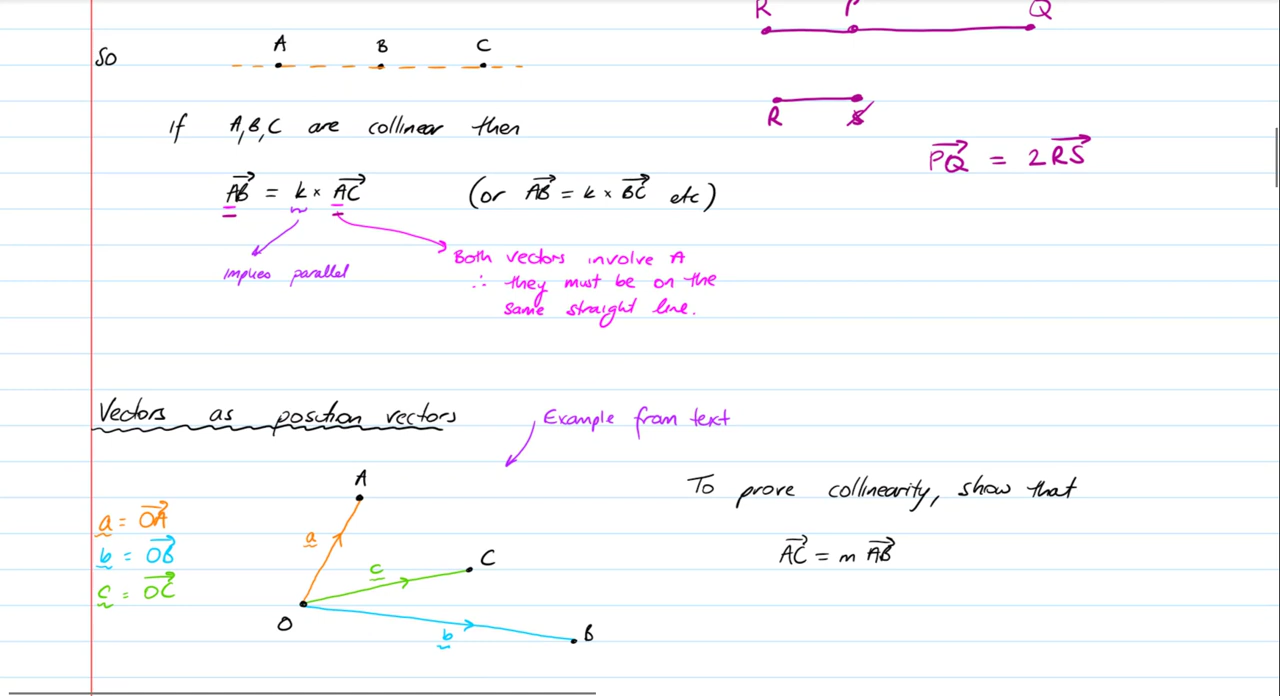 R P Q
So
A B C
R S
If A,B,C are collinear then
PQ = 2RS
AB = k × AC (or AB = k × BC etc)
Implies parallel
Both vectors involve A
∴ they must be on the
same straight line.
Vectors as position vectors
Example from text
To prove collinearity, show that
AC = m AB
a = OA
b = OB
c = OC
A
a
c C
O
b B